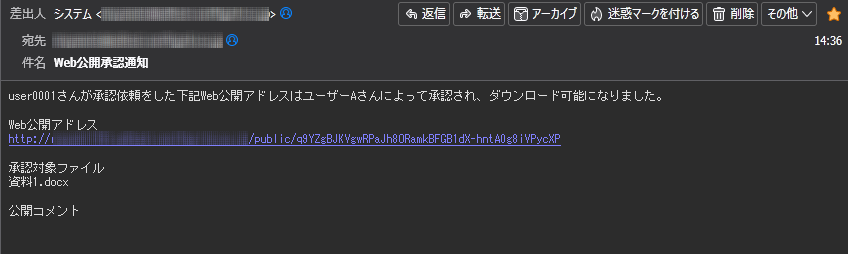 差出人 システム < >
返信 転送 アーカイブ 迷惑マークを付ける 削除 その他
宛先
14:36
件名 Web公開承認通知
user0001さんが承認依頼をした下記Web公開アドレスはユーザーAさんによって承認され、ダウンロード可能になりました。
Web公開アドレス
http:// /public/q9YZgBJKVgwRPaJh8ORamkBFGB1dX-hntAOg8iVPycXP
承認対象ファイル
資料1.docx
公開コメント